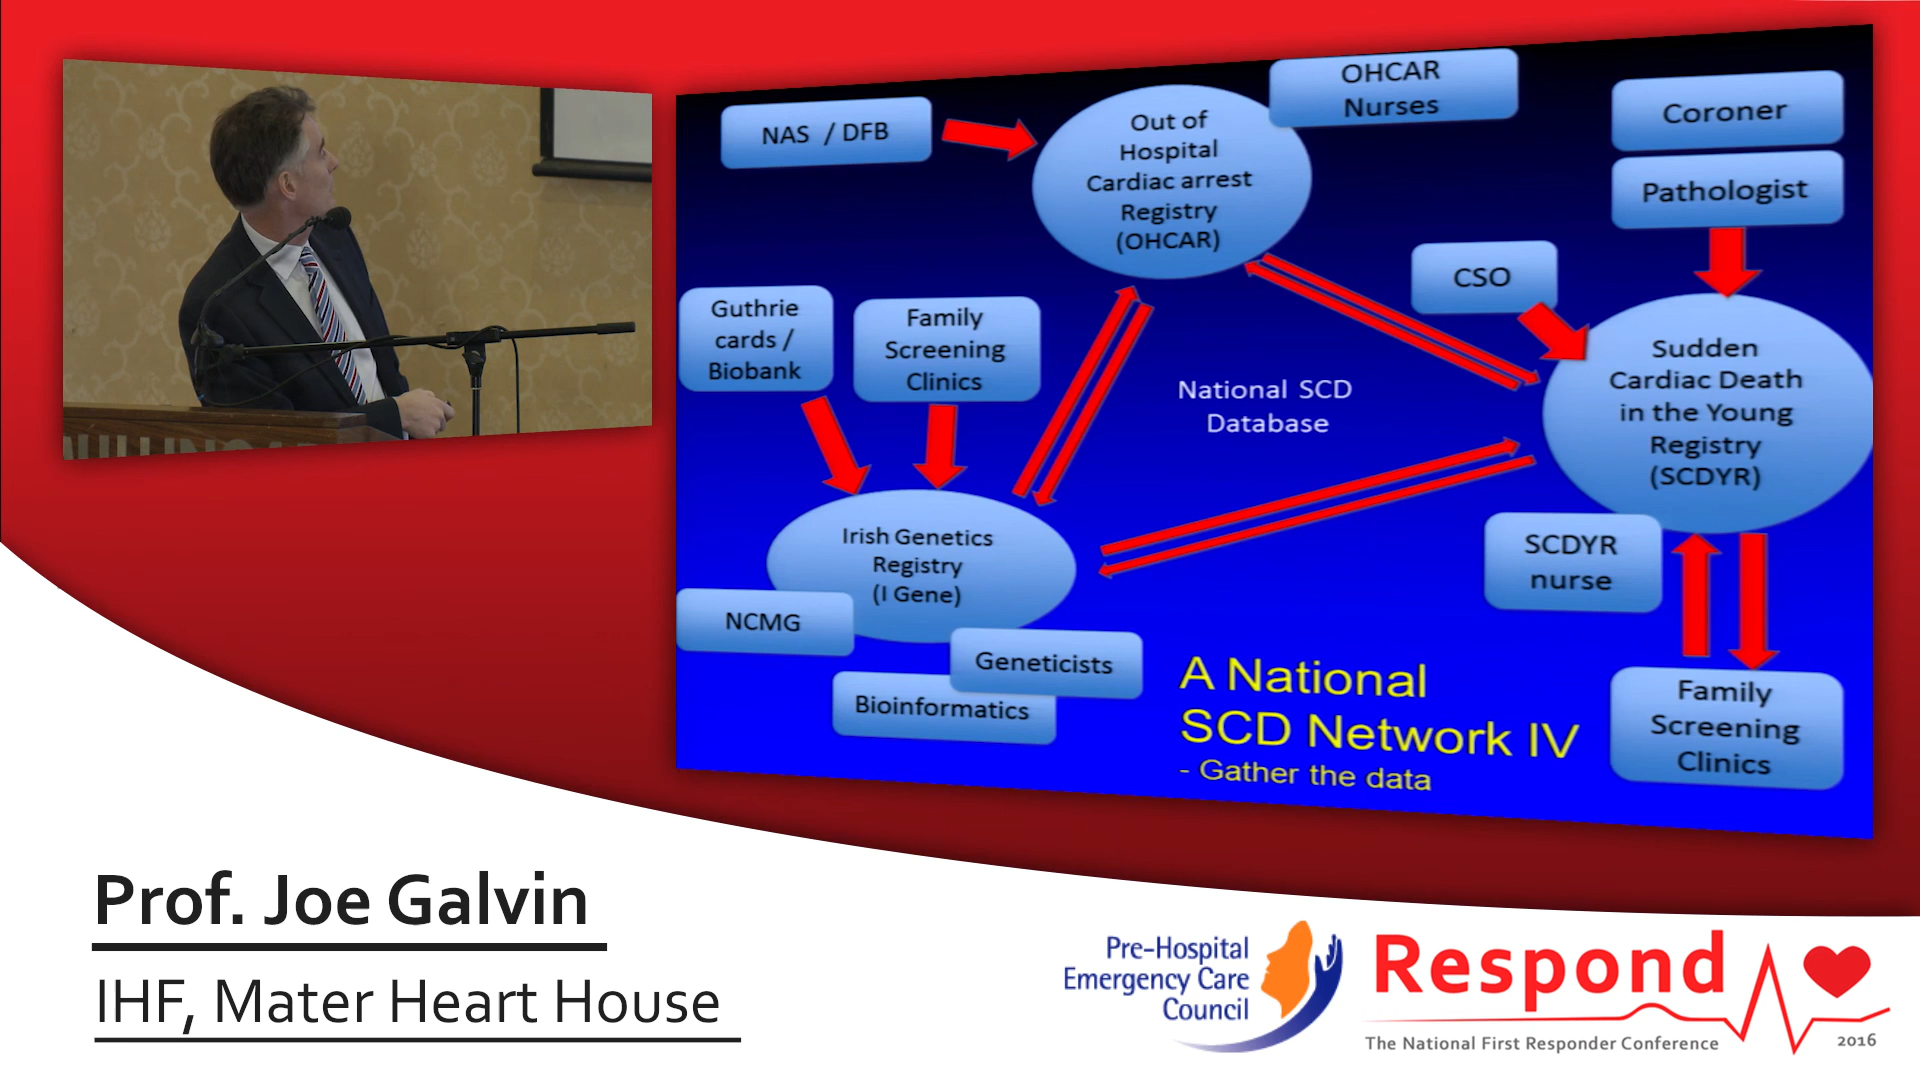 NAS / DFB
Out of
Hospital
Cardiac arrest
Registry
(OHCAR)
OHCAR
Nurses
Coroner
Pathologist
CSO
Guthrie
cards /
Biobank
Family
Screening
Clinics
National SCD
Database
Sudden
Cardiac Death
in the Young
Registry
(SCDYR)
Irish Genetics
Registry
(I Gene)
SCDYR
nurse
NCMG
Geneticists
Bioinformatics
A National
SCD Network IV
- Gather the data
Family
Screening
Clinics
Prof. Joe Galvin
IHF, Mater Heart House
Pre-Hospital
Emergency Care
Council
Respond
The National First Responder Conference
2016